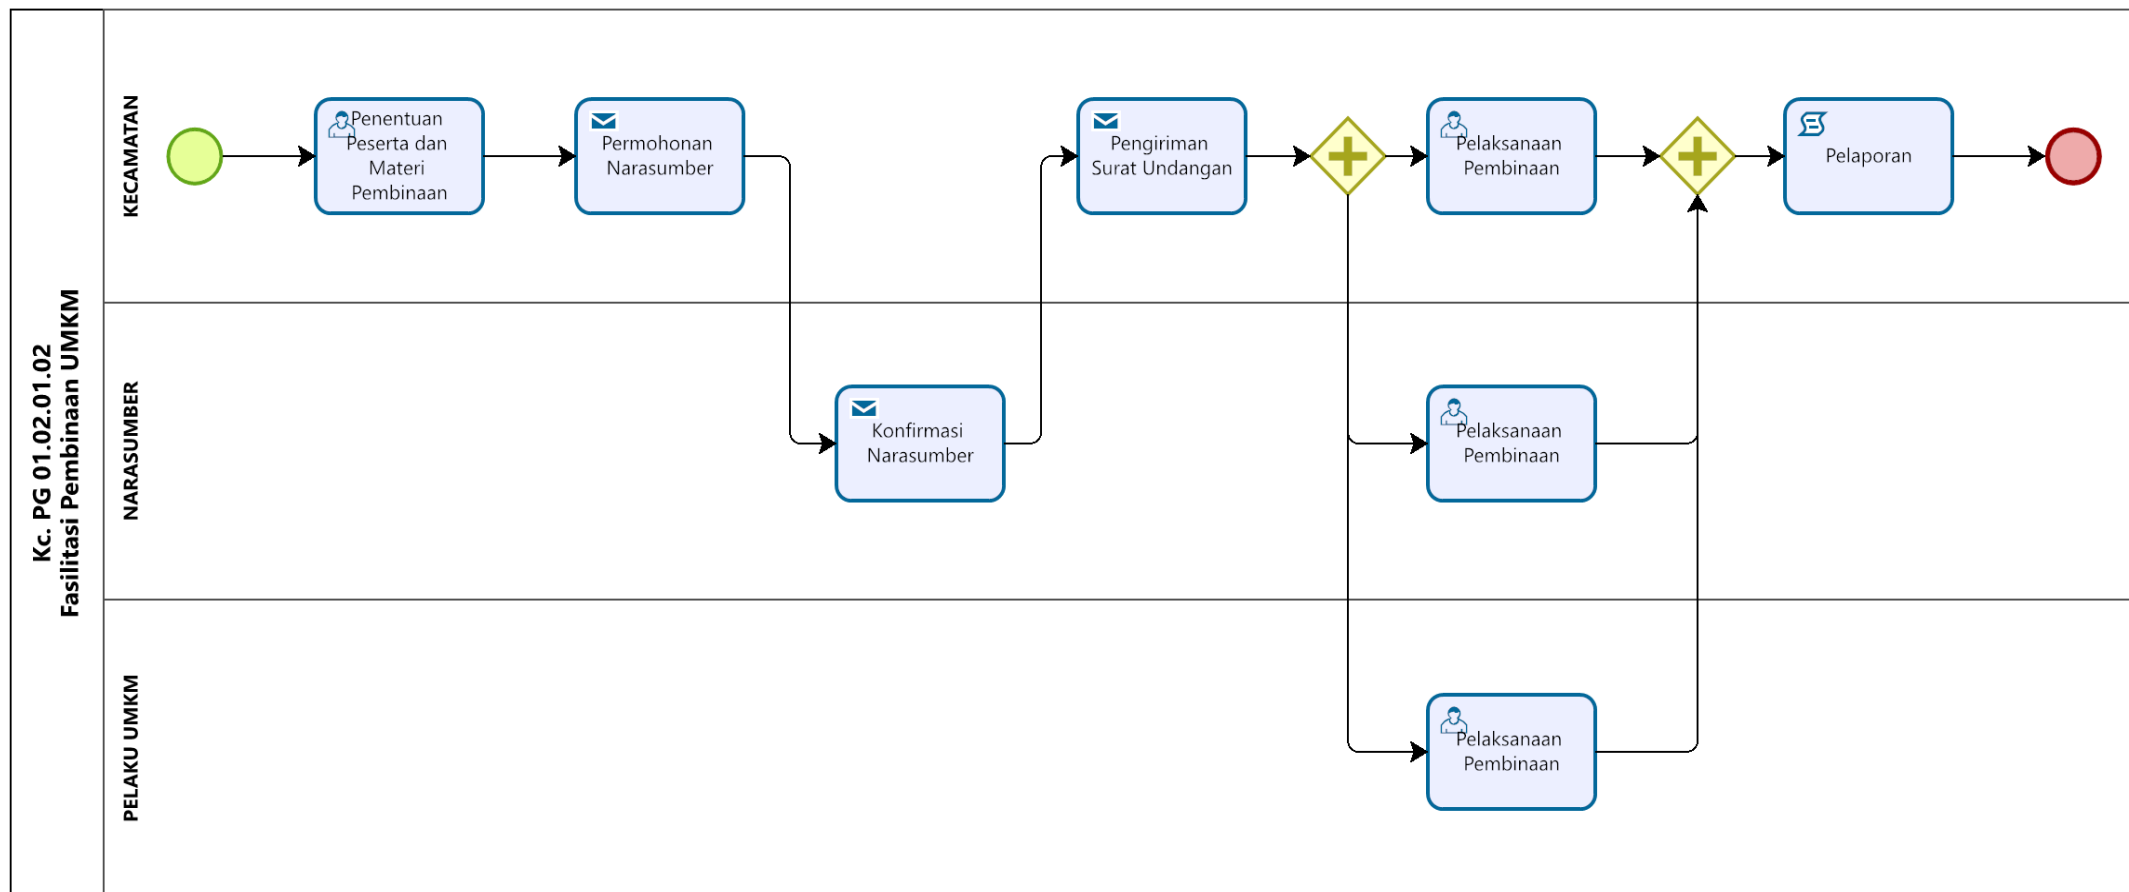 Kc. PG 01.02.01.02
Fasilitasi Pembinaan UMKM
KECAMATAN
Penentuan
Peserta dan
Materi
Pembinaan
Permohonan
Narasumber
Pengiriman
Surat Undangan
Pelaksanaan
Pembinaan
Pelaporan
NARASUMBER
Konfirmasi
Narasumber
Pelaksanaan
Pembinaan
PELAKU UMKM
Pelaksanaan
Pembinaan